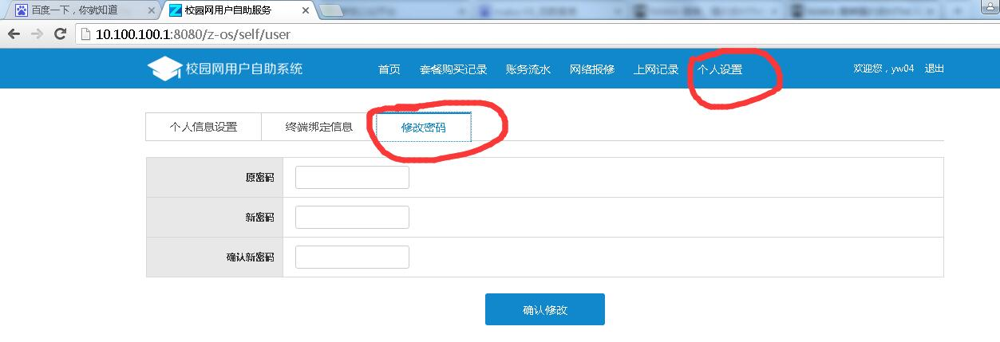 百度一下，你就知道
校园网用户自助服务
10.100.100.1:8080/z-os/self/user
校园网用户自助系统
首页 套餐购买记录 账务流水 网络报修 上网记录 个人设置 欢迎您，yw04 退出
个人信息设置 终端绑定信息 修改密码
原密码
新密码
确认新密码
确认修改